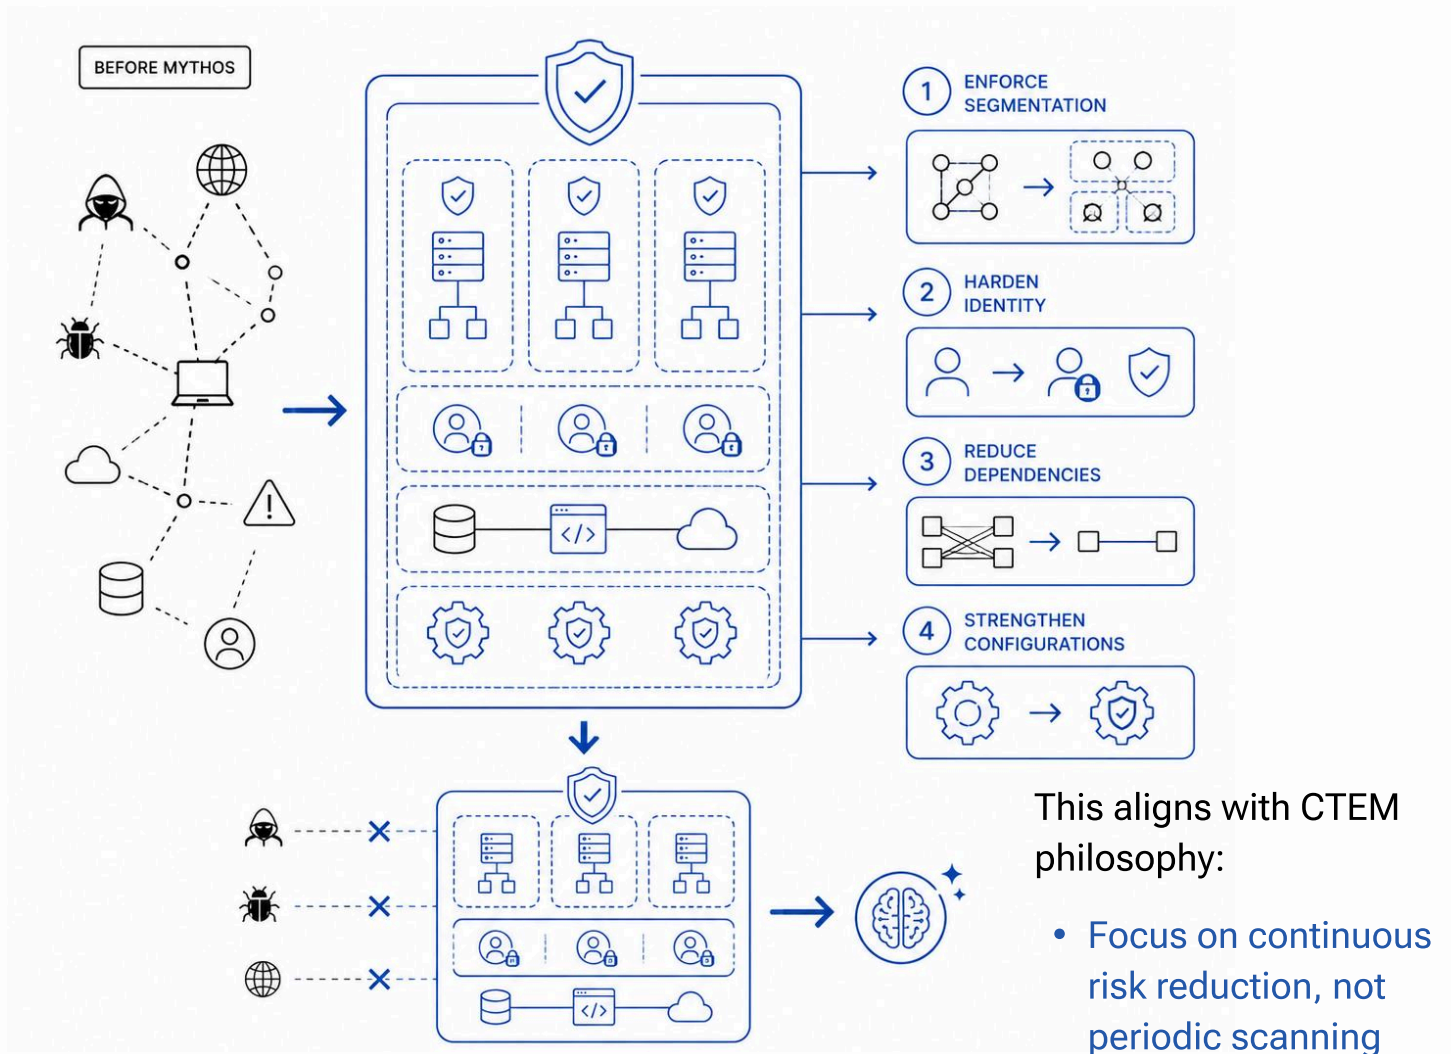 BEFORE MYTHOS
1
ENFORCE
SEGMENTATION
2
HARDEN
IDENTITY
3
REDUCE
DEPENDENCIES
4
STRENGTHEN
CONFIGURATIONS
</>
</>
This aligns with CTEM
philosophy:
• Focus on continuous
risk reduction, not
periodic scanning